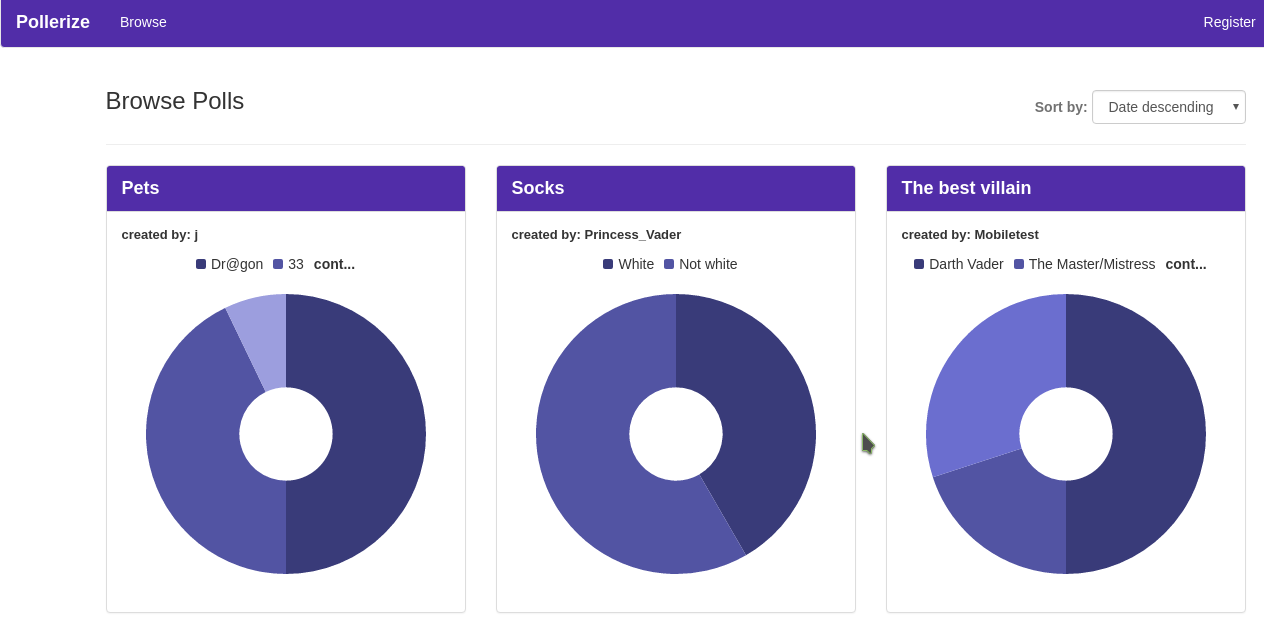 Pollerize Browse Register
Browse Polls
Sort by: Date descending
Pets
created by: j
Dr@gon 33 cont...
Socks
created by: Princess_Vader
White Not white
The best villain
created by: Mobiletest
Darth Vader The Master/Mistress cont...